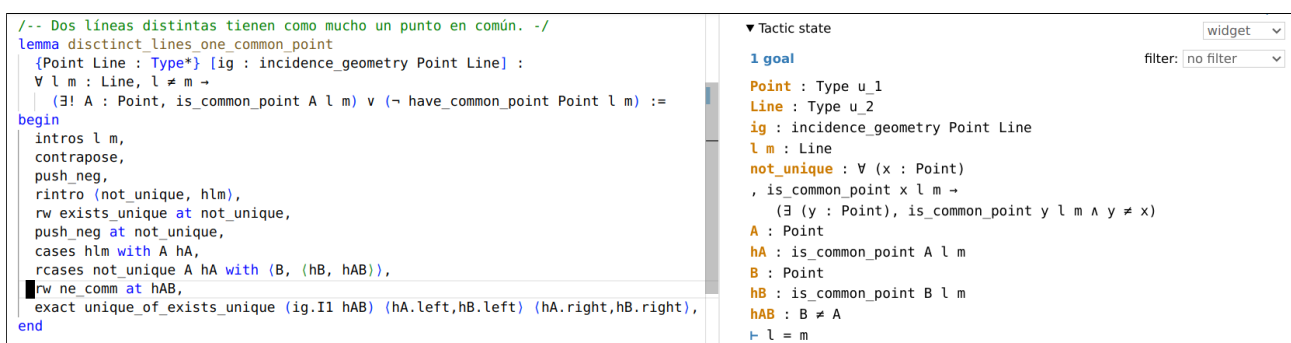 /-- Dos líneas distintas tienen como mucho un punto en común. -/
lemma disctinct_lines_one_common_point
{Point Line : Type*} [ig : incidence_geometry Point Line] :
∀ l m : Line, l ≠ m →
(∃! A : Point, is_common_point A l m) ∨ (¬ have_common_point Point l m) :=
begin
intros l m,
contrapose,
push_neg,
rintro ⟨not_unique, hlm⟩,
rw exists_unique at not_unique,
push_neg at not_unique,
cases hlm with A hA,
rcases not_unique A hA with ⟨B, ⟨hB, hAB⟩⟩,
rw ne_comm at hAB,
exact unique_of_exists_unique (ig.I1 hAB) ⟨hA.left,hB.left⟩ ⟨hA.right,hB.right⟩,
end
▼ Tactic state
widget
1 goal
filter: no filter
Point : Type u_1
Line : Type u_2
ig : incidence_geometry Point Line
l m : Line
not_unique : ∀ (x : Point)
, is_common_point x l m →
(∃ (y : Point), is_common_point y l m ∧ y ≠ x)
A : Point
hA : is_common_point A l m
B : Point
hB : is_common_point B l m
hAB : B ≠ A
⊢ l = m